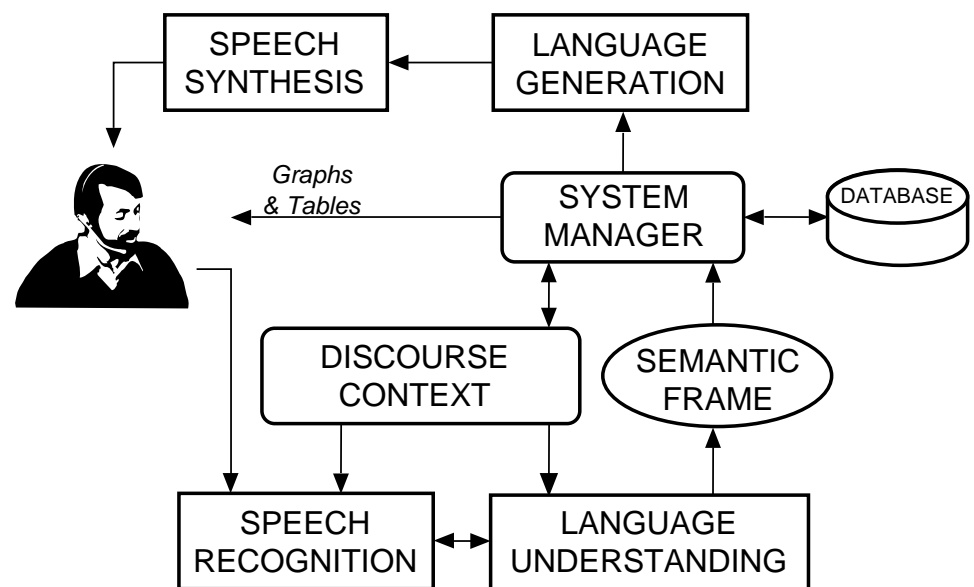 SPEECH
SYNTHESIS
LANGUAGE
GENERATION
Graphs
& Tables
SYSTEM
MANAGER
DATABASE
DISCOURSE
CONTEXT
SEMANTIC
FRAME
SPEECH
RECOGNITION
LANGUAGE
UNDERSTANDING